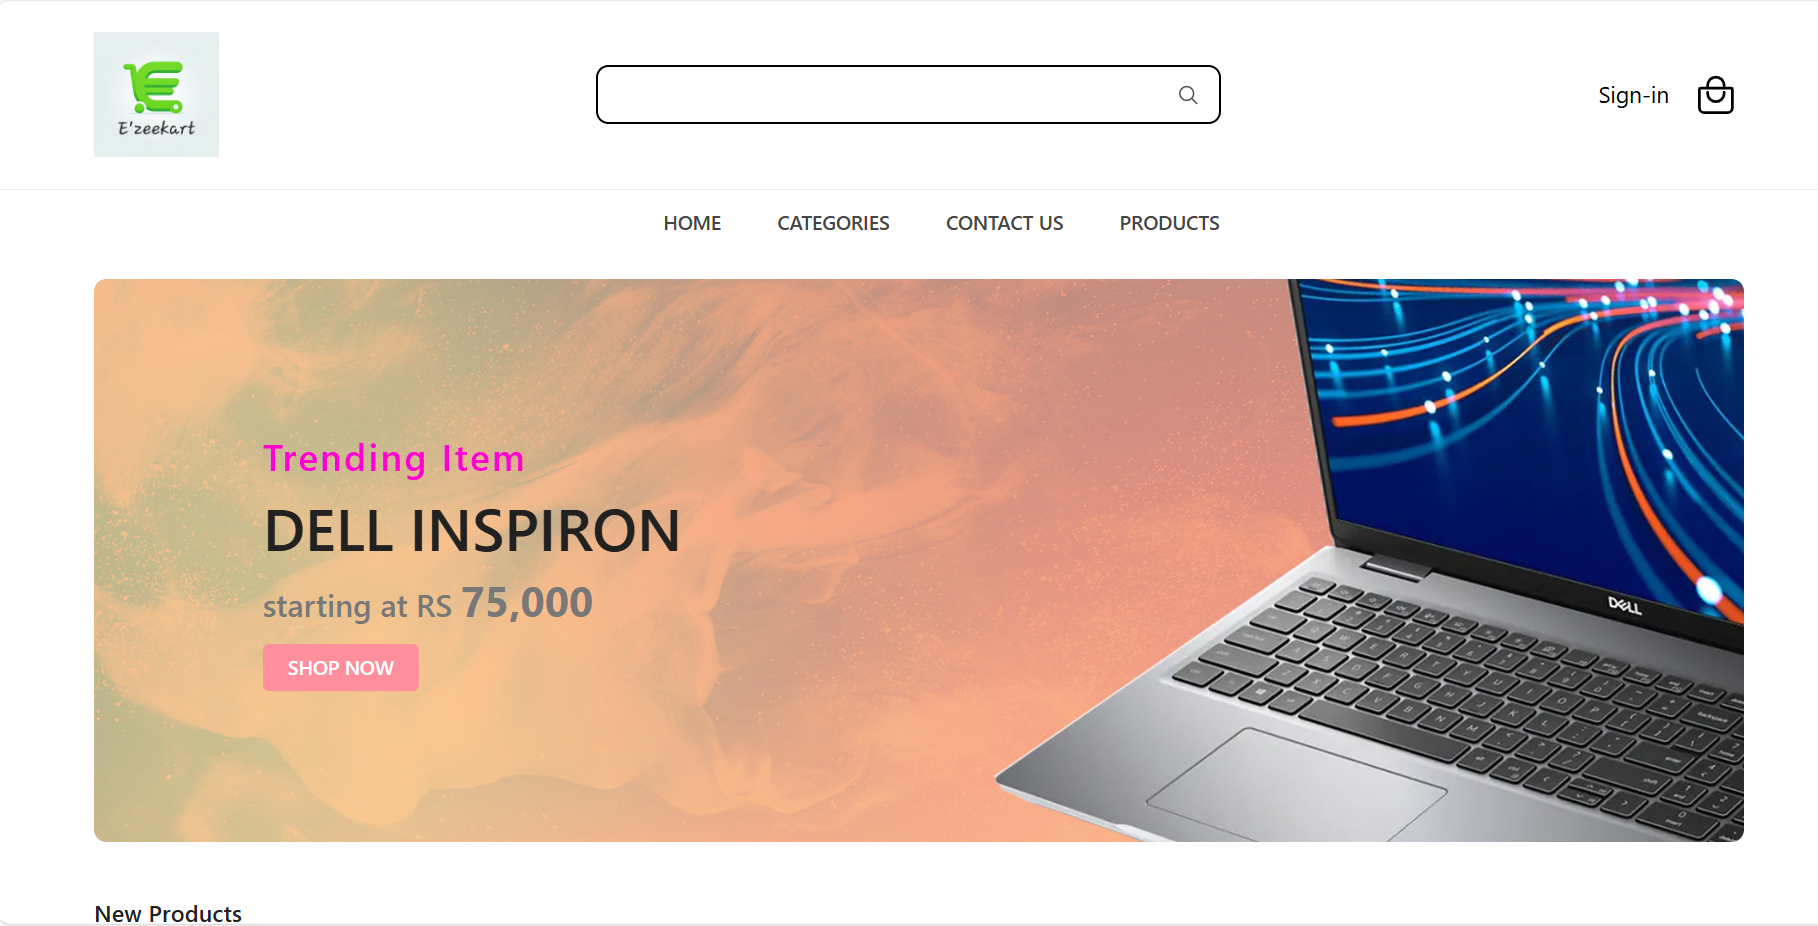 E'zeekart
Sign-in
HOME CATEGORIES CONTACT US PRODUCTS
Trending Item
DELL INSPIRON
starting at RS 75,000
SHOP NOW
DELL
New Products